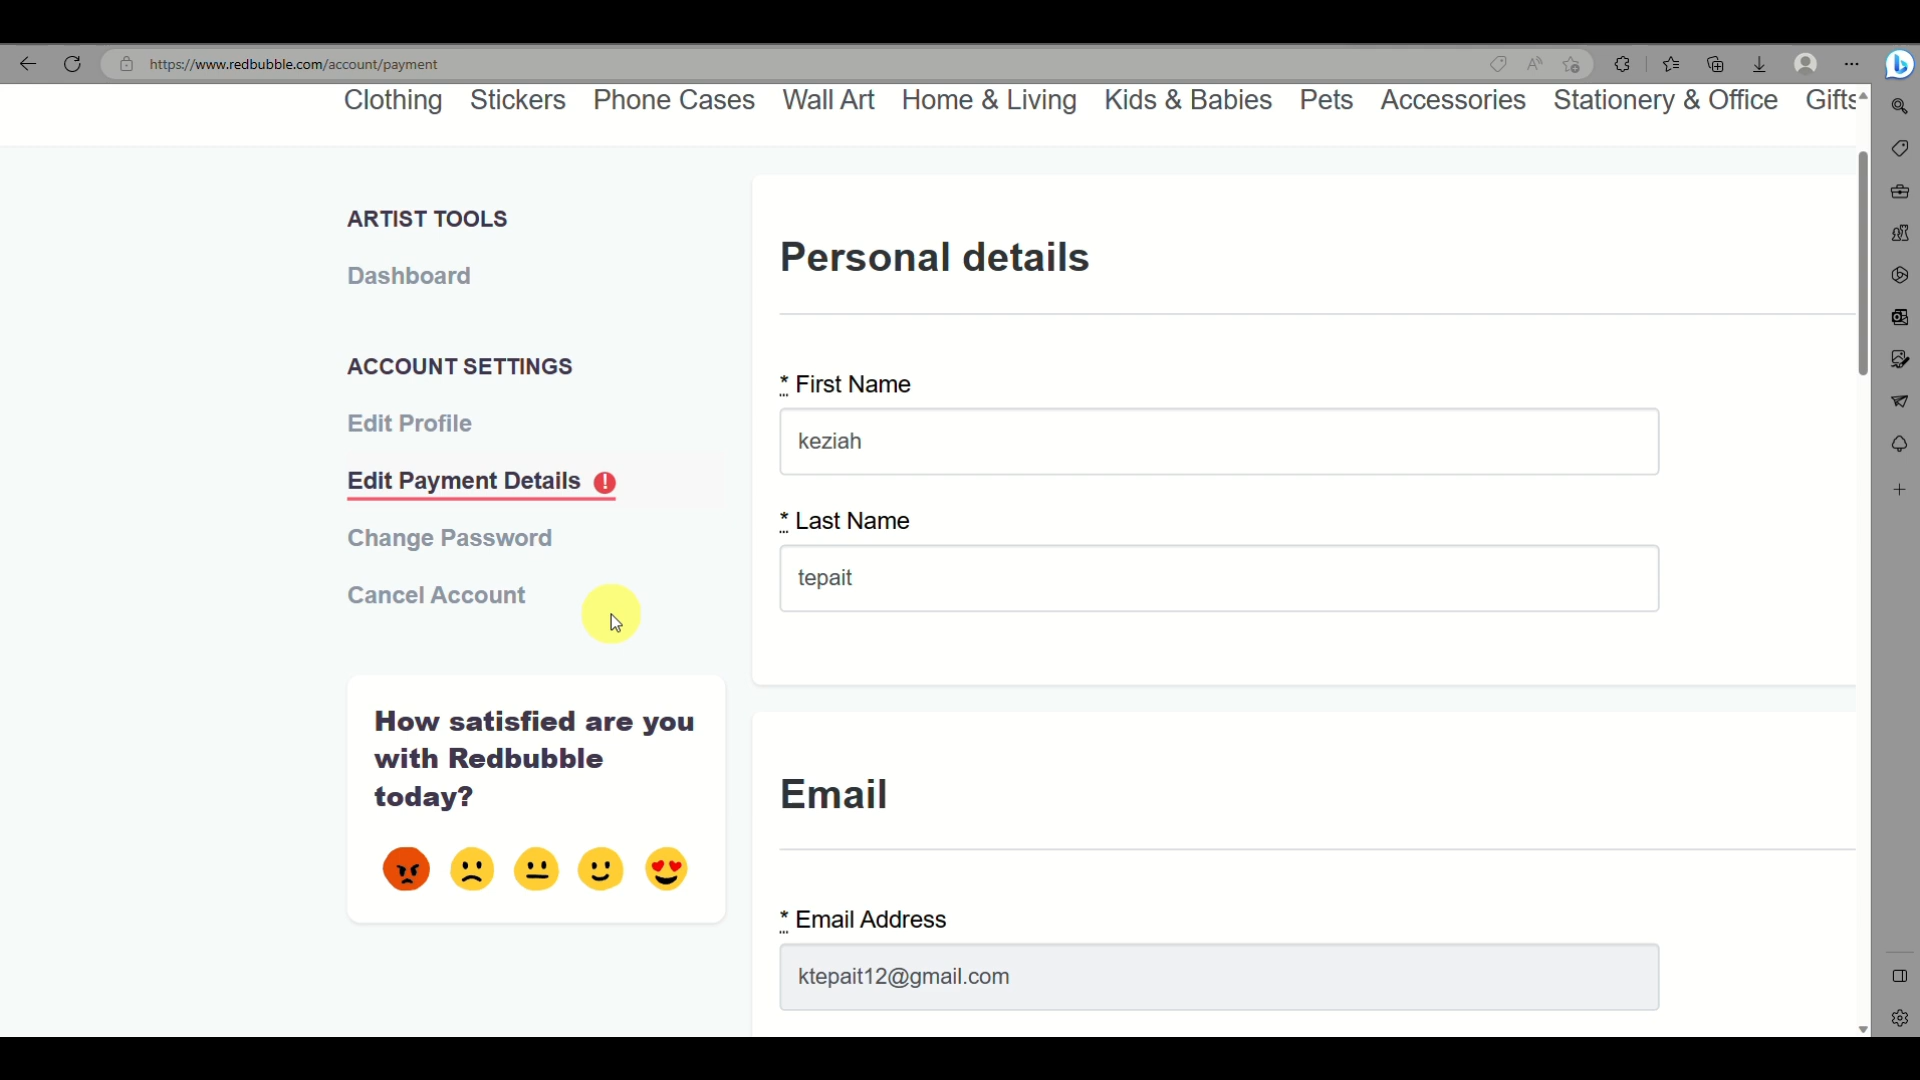 https://www.redbubble.com/account/payment
Clothing Stickers Phone Cases Wall Art Home & Living Kids & Babies Pets Accessories Stationery & Office Gifts
ARTIST TOOLS
Dashboard
ACCOUNT SETTINGS
Edit Profile
Edit Payment Details !
Change Password
Cancel Account
How satisfied are you
with Redbubble
today?
Personal details
* First Name
keziah
* Last Name
tepait
Email
* Email Address
ktepait12@gmail.com